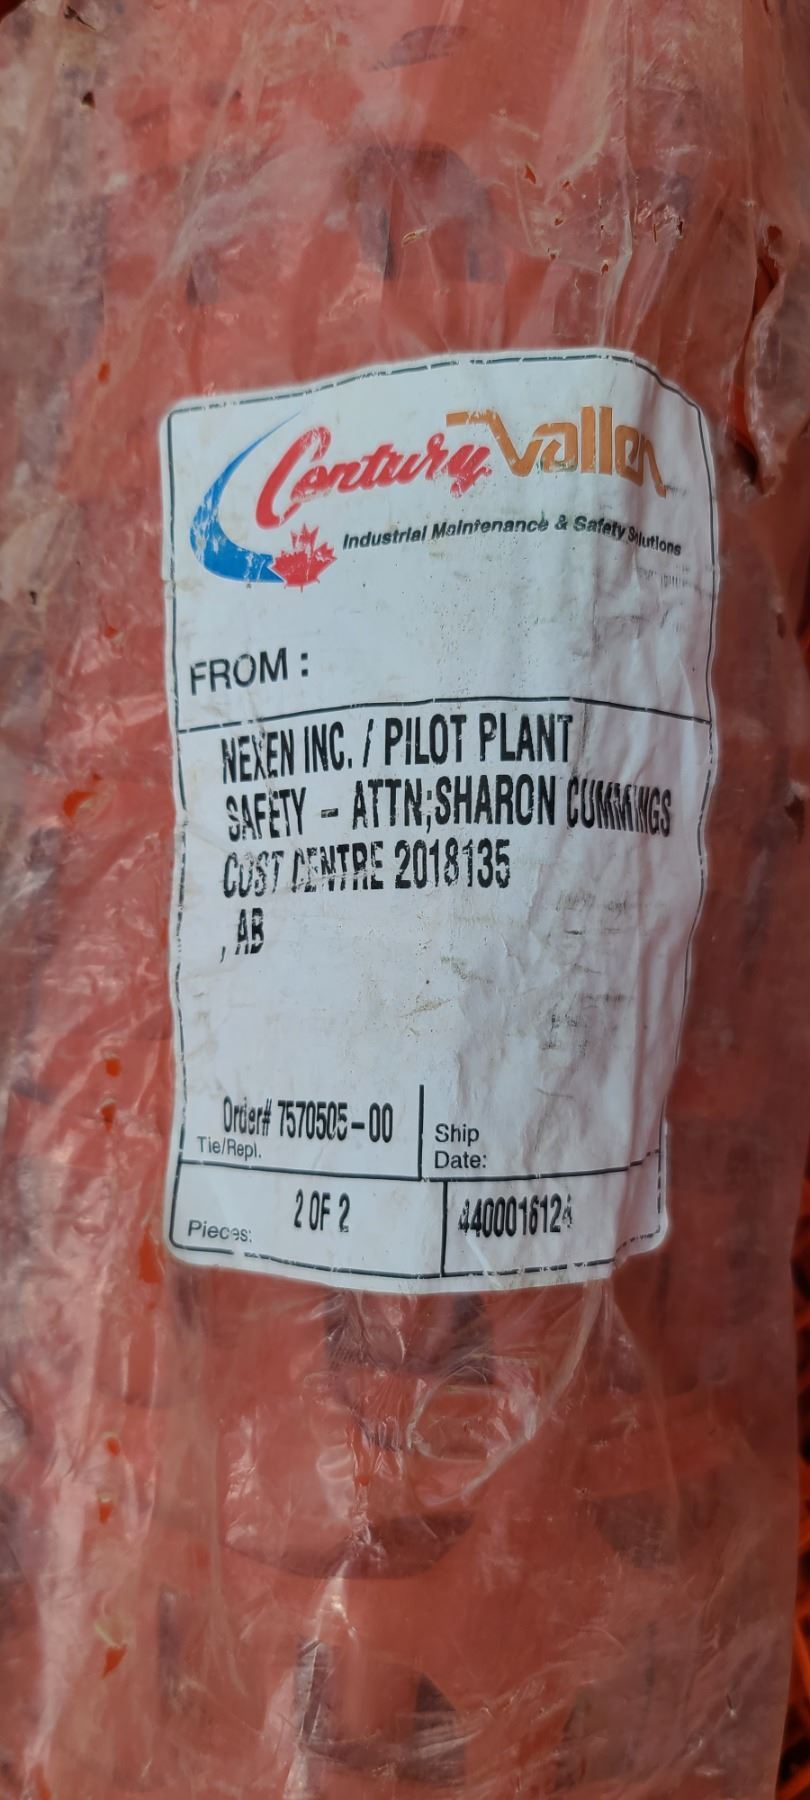 Century Vallen
Industrial Maintenance & Safety Solutions
FROM :
NEXEN INC. / PILOT PLANT
SAFETY - ATTN;SHARON CUMMINGS
COST CENTRE 2018135
, AB
Order# 7570505-00
Tie/Repl.
Ship
Date:
Pieces: 2 OF 2
4400016124